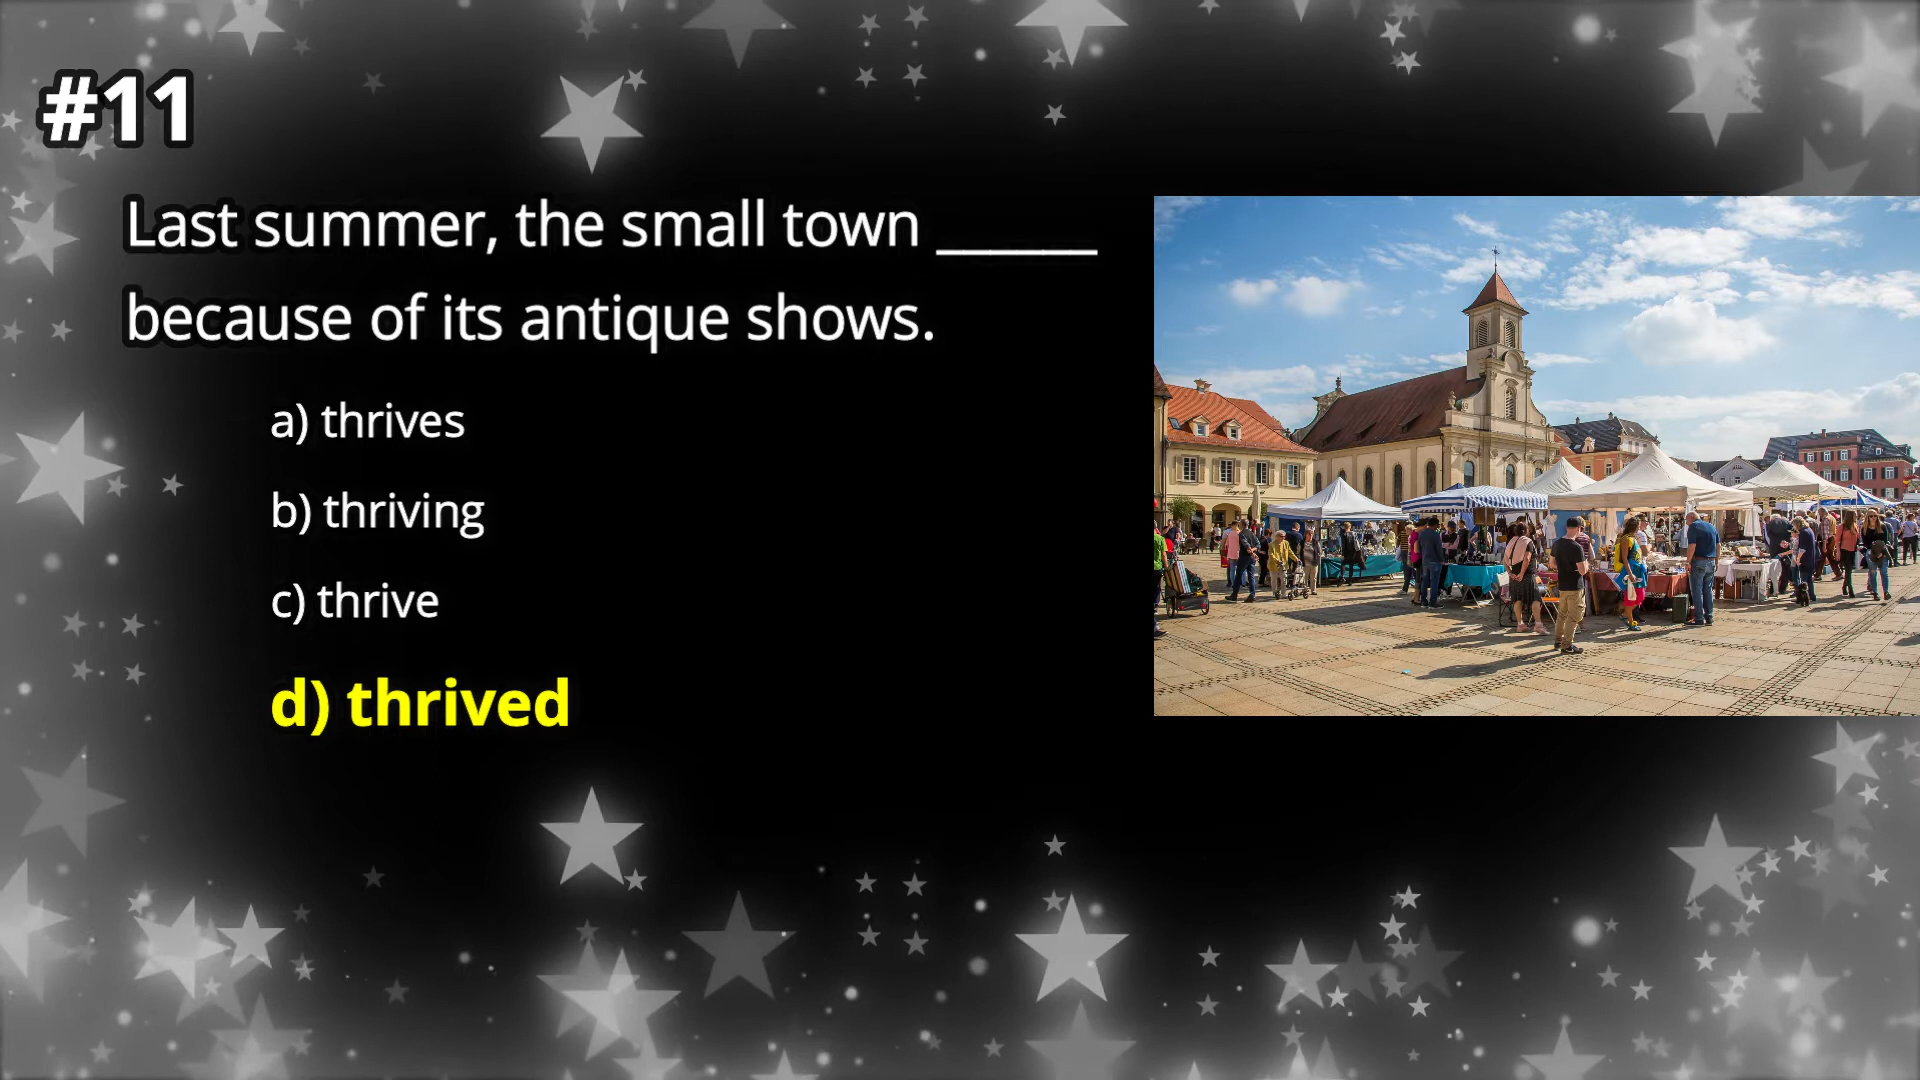 #11
Last summer, the small town ______
because of its antique shows.
a) thrives
b) thriving
c) thrive
d) thrived